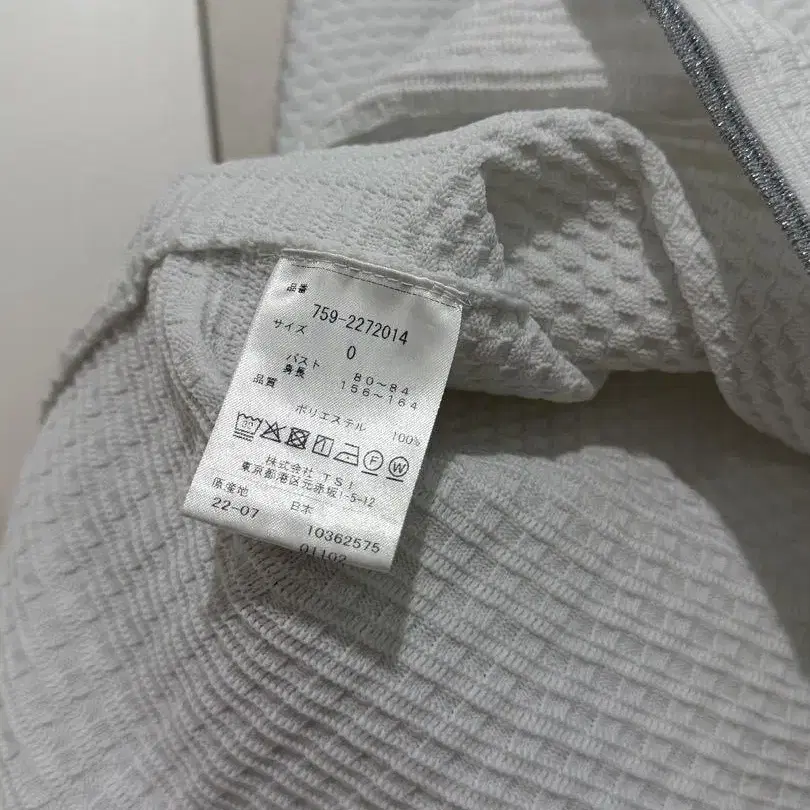 品番
759-2272014
サイズ
0
バスト 80~84
身長 156~164
品質
ポリエステル 100%
30
株式会社 TSI
東京都港区元赤坂1-5-12
原産地 日本
22-07 10362575
01102